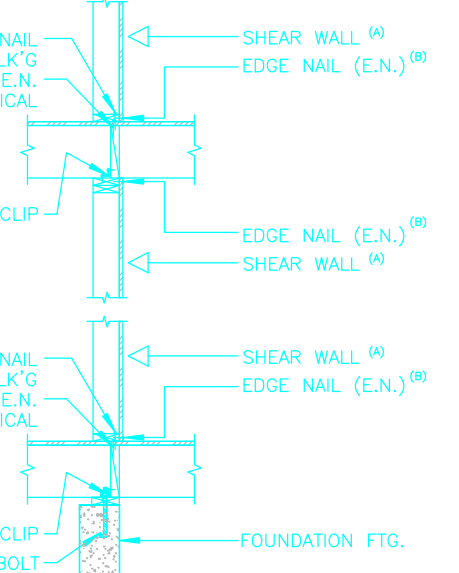 NAIL
SHEAR WALL (A)
LK'G
EDGE NAIL (E.N.) (B)
E.N.
ICAL
CLIP
EDGE NAIL (E.N.) (B)
SHEAR WALL (A)
NAIL
SHEAR WALL (A)
LK'G
EDGE NAIL (E.N.) (B)
E.N.
ICAL
CLIP
FOUNDATION FTG.
BOLT